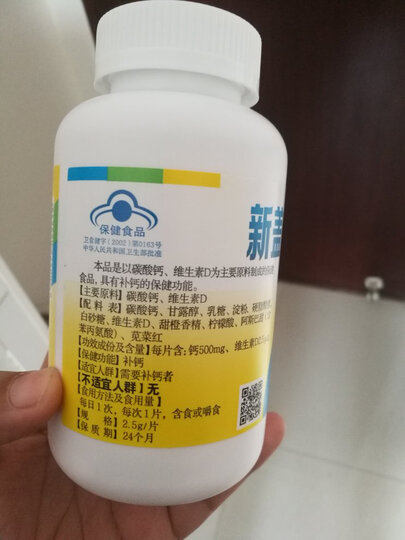 保健食品
卫食健字(2002)第0163号
中华人民共和国卫生部批准
新盖
本品是以碳酸钙、维生素D为主要原料制成的保健
食品,具有补钙的保健功能。
【主要原料】碳酸钙、维生素D
【配 料 表】碳酸钙、甘露醇、乳糖、淀粉、硬脂酸
白砂糖、维生素D、甜橙香精、柠檬酸、阿斯巴甜
苯丙氨酸)、苋菜红
【功效成份及含量】每片含:钙500mg、维生素D2.5μg
【保健功能】补钙
【适宜人群】需要补钙者
【不适宜人群】无
【食用方法及食用量】
每日1次,每次1片,含食或嚼食
【规 格】2.5g/片
【保 质 期】24个月